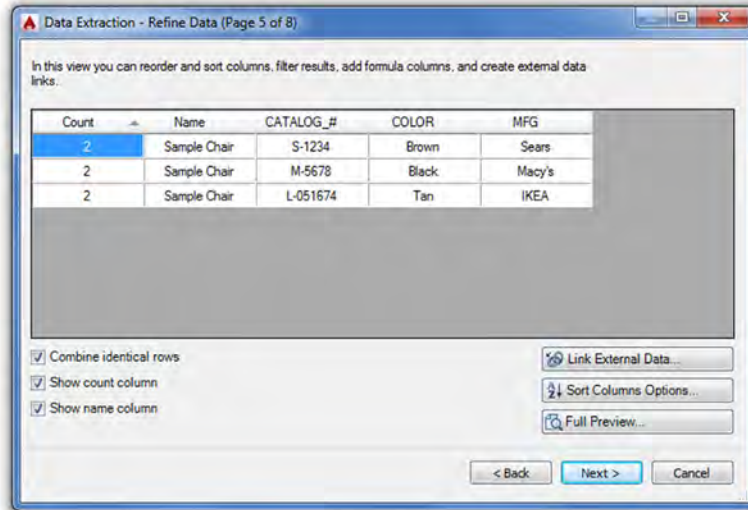 Data Extraction - Refine Data (Page 5 of 8)
In this view you can reorder and sort columns, filter results, add formula columns, and create external data
links.
Count Name CATALOG_# COLOR MFG
2 Sample Chair S-1234 Brown Sears
2 Sample Chair M-5678 Black Macy's
2 Sample Chair L-051674 Tan IKEA
Combine identical rows
Show count column
Show name column
Link External Data...
Sort Columns Options...
Full Preview...
< Back Next > Cancel